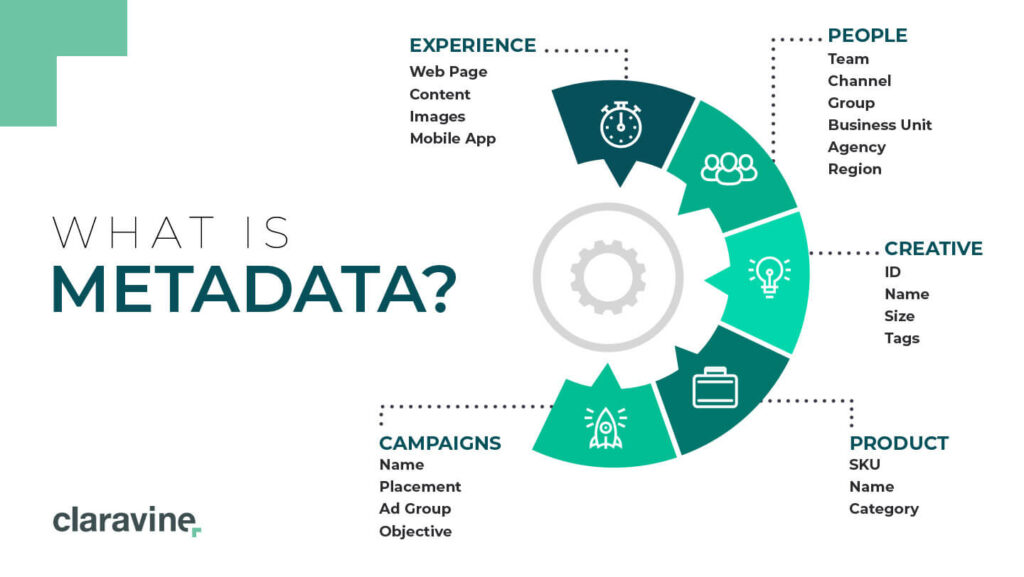 WHAT IS
METADATA?
EXPERIENCE
Web Page
Content
Images
Mobile App
PEOPLE
Team
Channel
Group
Business Unit
Agency
Region
CREATIVE
ID
Name
Size
Tags
PRODUCT
SKU
Name
Category
CAMPAIGNS
Name
Placement
Ad Group
Objective
claravine